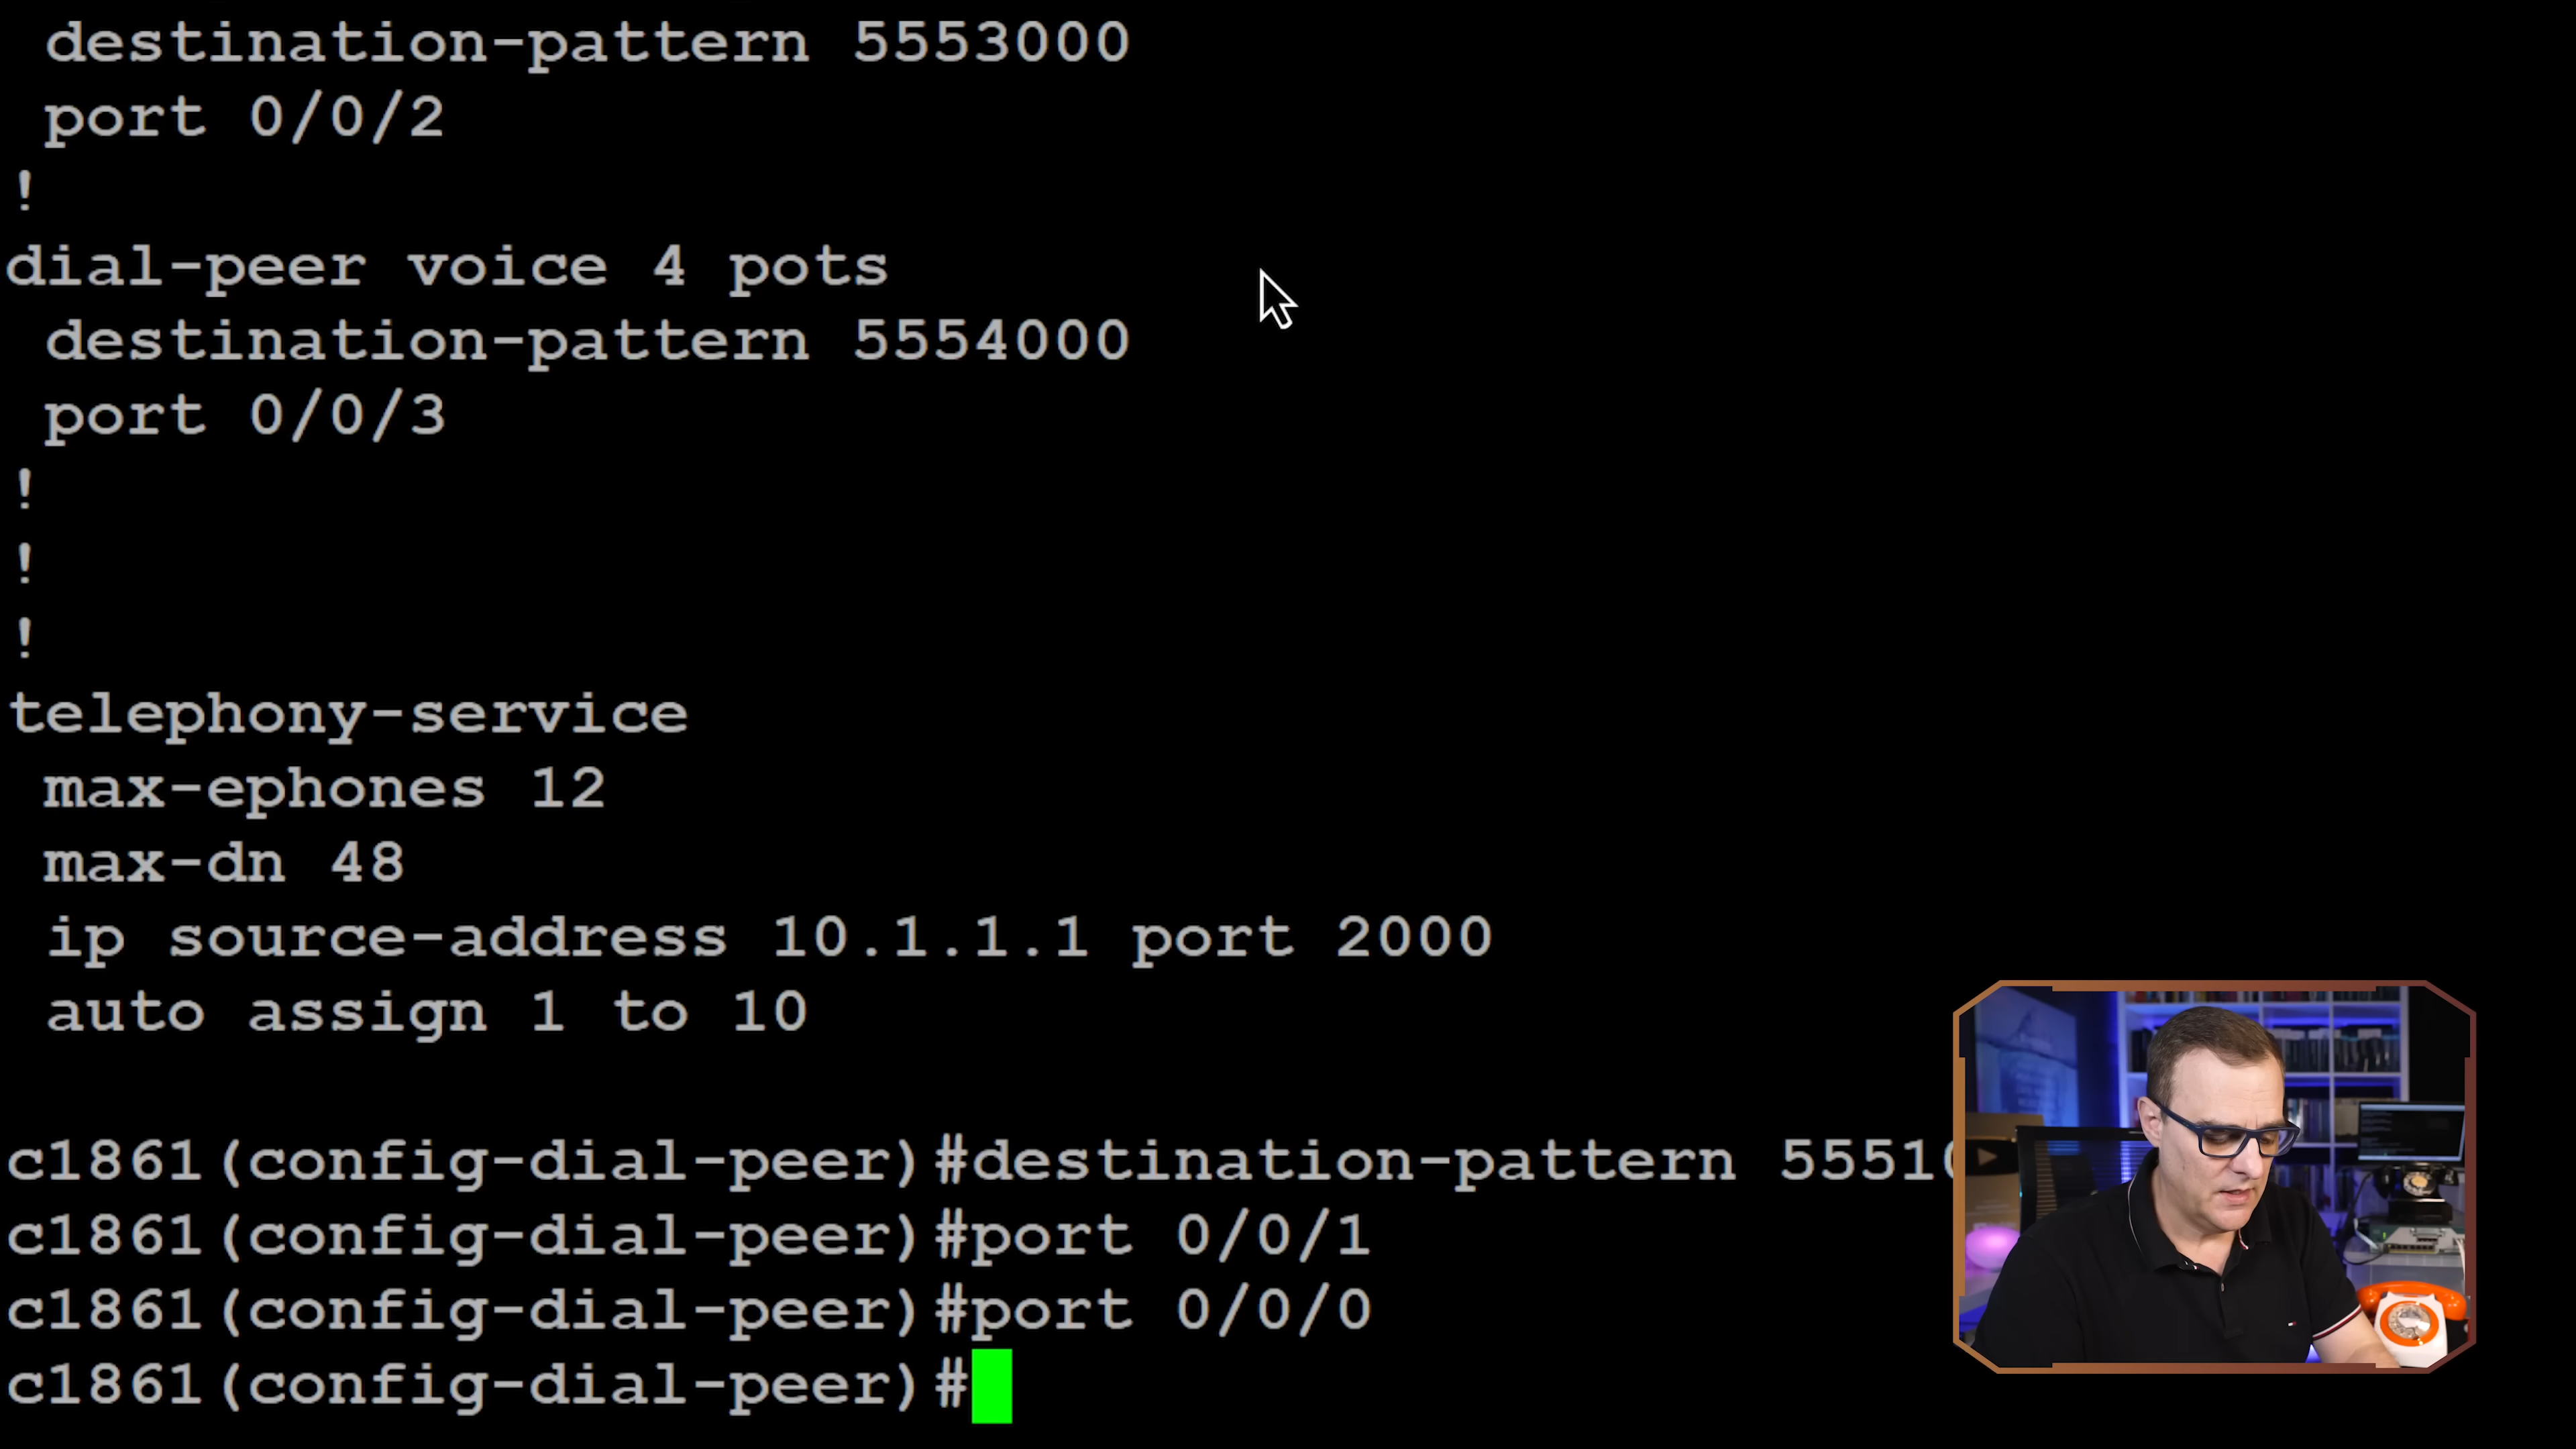 destination-pattern 5553000
port 0/0/2
!
dial-peer voice 4 pots
destination-pattern 5554000
port 0/0/3
!
!
!
telephony-service
max-ephones 12
max-dn 48
ip source-address 10.1.1.1 port 2000
auto assign 1 to 10
c1861(config-dial-peer)#destination-pattern
c1861(config-dial-peer)#port 0/0/1
c1861(config-dial-peer)#port 0/0/0
c1861(config-dial-peer)#